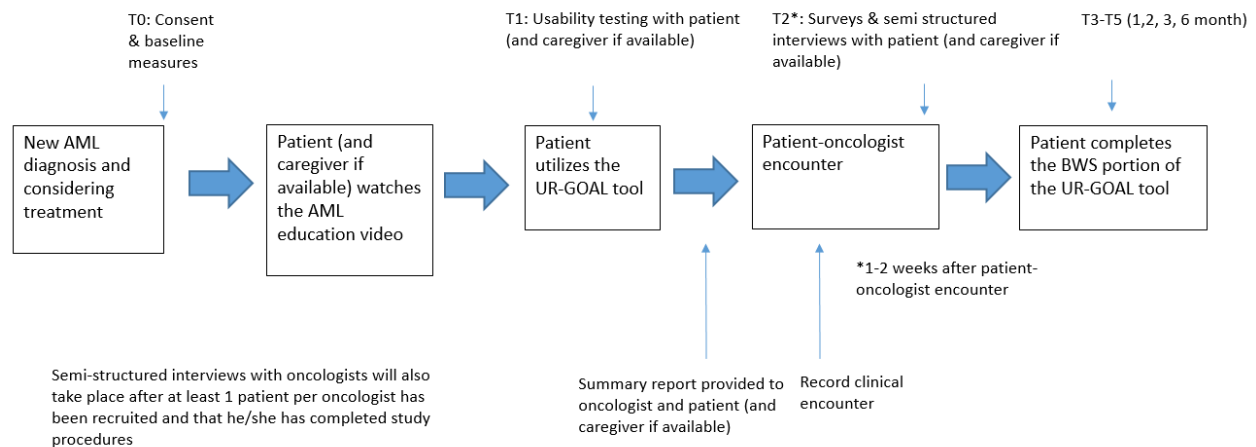 T0: Consent
& baseline
measures
T1: Usability testing with patient
(and caregiver if available)
T2*: Surveys & semi structured
interviews with patient (and caregiver if
available)
T3-T5 (1,2, 3, 6 month)
New AML
diagnosis and
considering
treatment
Patient (and
caregiver if
available) watches
the AML
education video
Patient
utilizes the
UR-GOAL tool
Patient-oncologist
encounter
Patient completes
the BWS portion of
the UR-GOAL tool
*1-2 weeks after patient-
oncologist encounter
Semi-structured interviews with oncologists will also
take place after at least 1 patient per oncologist has
been recruited and that he/she has completed study
procedures
Summary report provided to
oncologist and patient (and
caregiver if available)
Record clinical
encounter